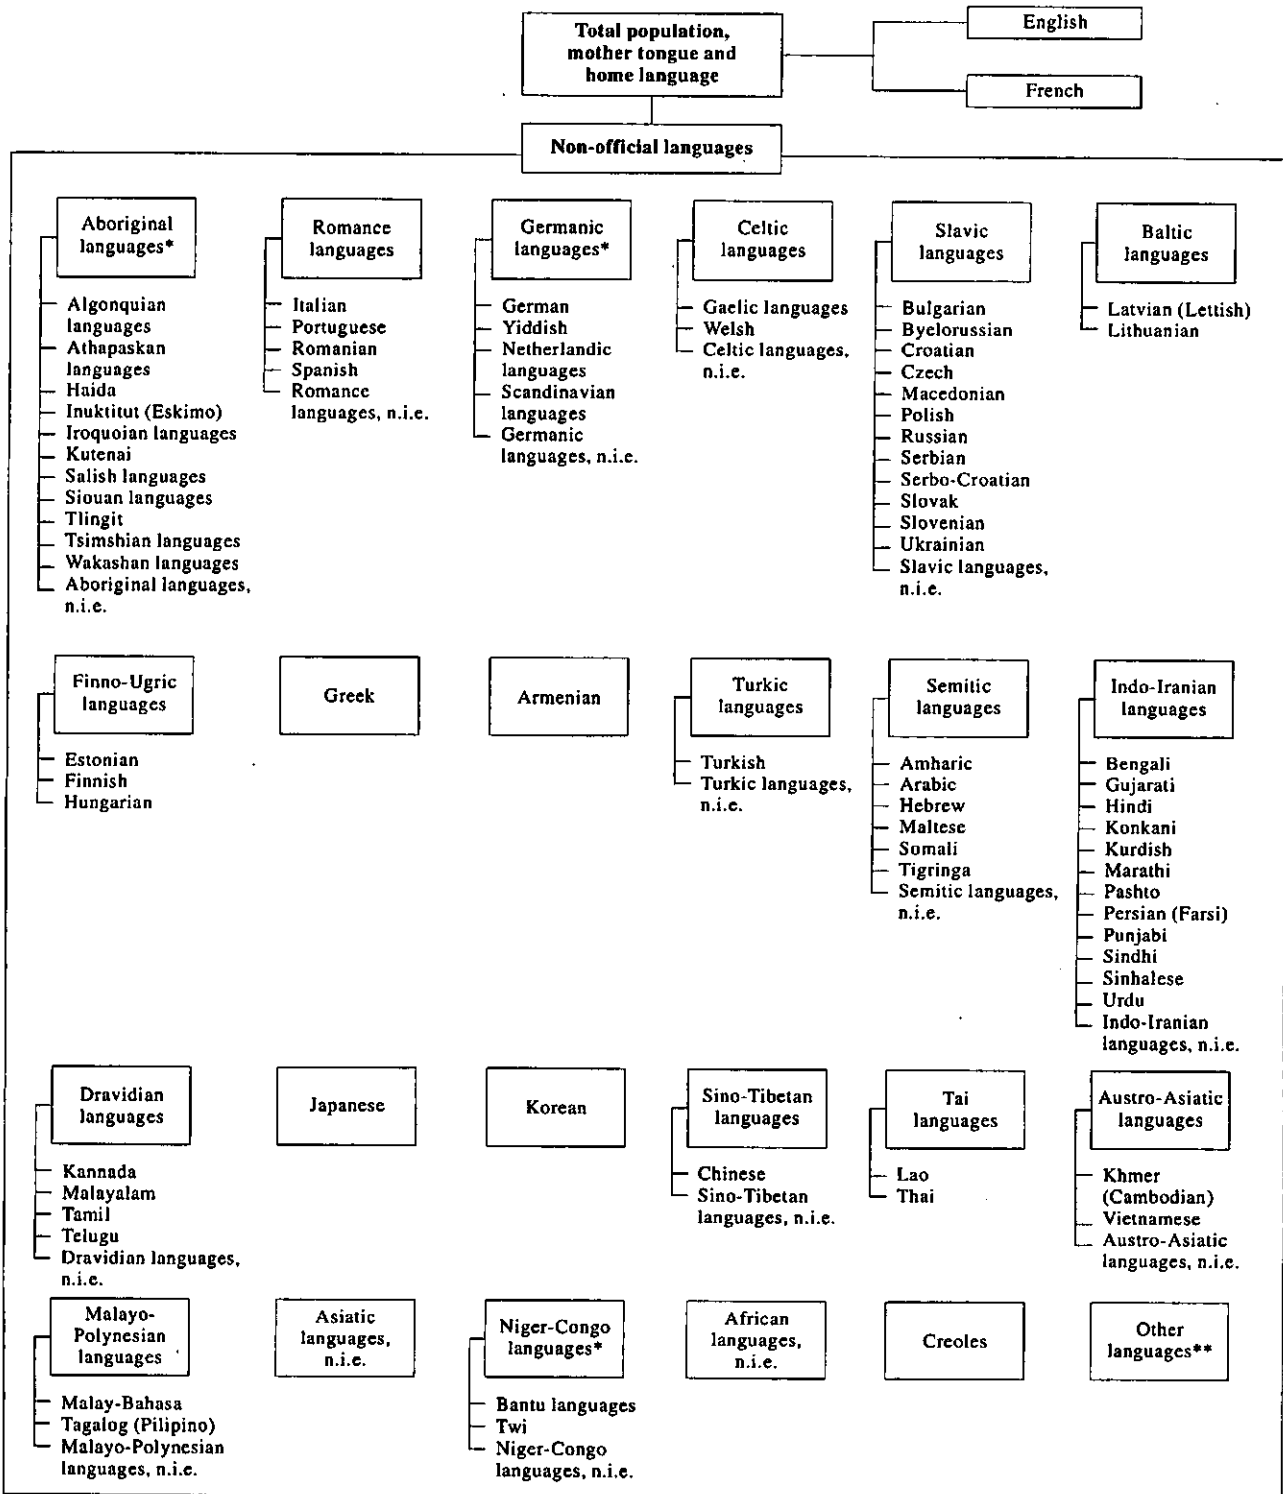 Total population,
mother tongue and
home language
English
French
Non-official languages
Aboriginal
languages*
Algonquian
languages
Athapaskan
languages
Haida
Inuktitut (Eskimo)
Iroquoian languages
Kutenai
Salish languages
Siouan languages
Tlingit
Tsimshian languages
Wakashan languages
Aboriginal languages,
n.i.e.
Romance
languages
Italian
Portuguese
Romanian
Spanish
Romance
languages, n.i.e.
Germanic
languages*
German
Yiddish
Netherlandic
languages
Scandinavian
languages
Germanic
languages, n.i.e.
Celtic
languages
Gaelic languages
Welsh
Celtic languages,
n.i.e.
Slavic
languages
Bulgarian
Byelorussian
Croatian
Czech
Macedonian
Polish
Russian
Serbian
Serbo-Croatian
Slovak
Slovenian
Ukrainian
Slavic languages,
n.i.e.
Baltic
languages
Latvian (Lettish)
Lithuanian
Finno-Ugric
languages
Estonian
Finnish
Hungarian
Greek
Armenian
Turkic
languages
Turkish
Turkic languages,
n.i.e.
Semitic
languages
Amharic
Arabic
Hebrew
Maltese
Somali
Tigringa
Semitic languages,
n.i.e.
Indo-Iranian
languages
Bengali
Gujarati
Hindi
Konkani
Kurdish
Marathi
Pashto
Persian (Farsi)
Punjabi
Sindhi
Sinhalese
Urdu
Indo-Iranian
languages, n.i.e.
Dravidian
languages
Kannada
Malayalam
Tamil
Telugu
Dravidian languages,
n.i.e.
Japanese
Korean
Sino-Tibetan
languages
Chinese
Sino-Tibetan
languages, n.i.e.
Tai
languages
Lao
Thai
Austro-Asiatic
languages
Khmer
(Cambodian)
Vietnamese
Austro-Asiatic
languages, n.i.e.
Malayo-
Polynesian
languages
Malay-Bahasa
Tagalog (Pilipino)
Malayo-Polynesian
languages, n.i.e.
Asiatic
languages,
n.i.e.
Niger-Congo
languages*
Bantu languages
Twi
Niger-Congo
languages, n.i.e.
African
languages,
n.i.e.
Creoles
Other
languages**